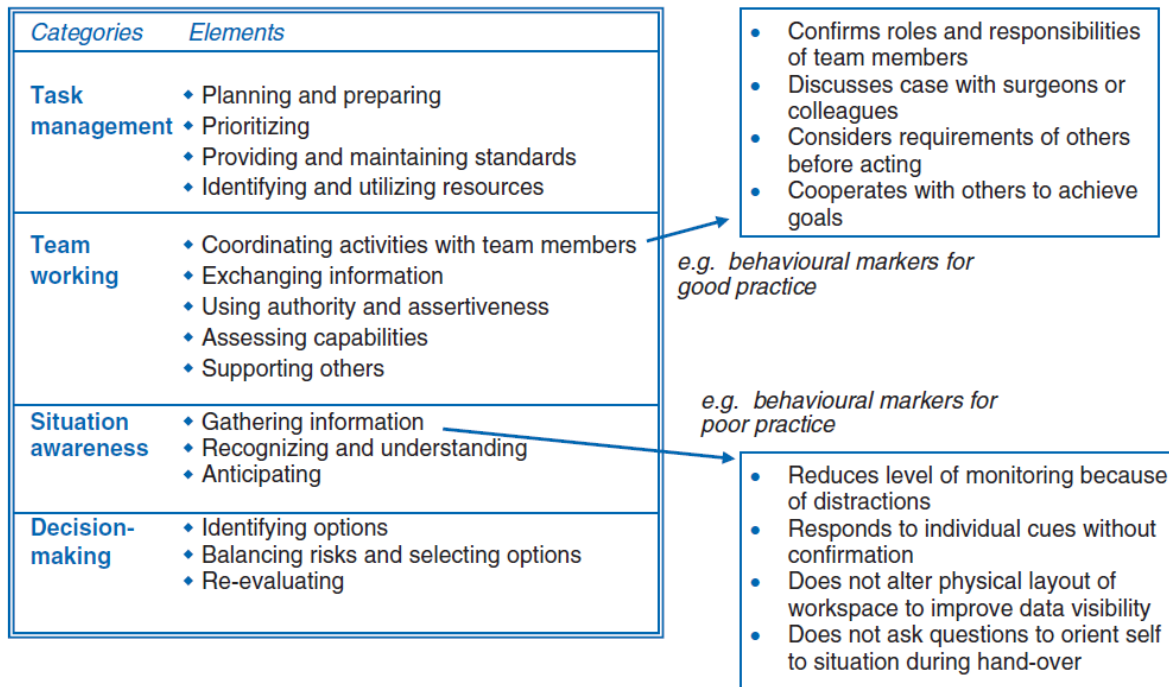 Categories Elements
Task management
◆ Planning and preparing
◆ Prioritizing
◆ Providing and maintaining standards
◆ Identifying and utilizing resources
Team working
◆ Coordinating activities with team members
◆ Exchanging information
◆ Using authority and assertiveness
◆ Assessing capabilities
◆ Supporting others
Situation awareness
◆ Gathering information
◆ Recognizing and understanding
◆ Anticipating
Decision-making
◆ Identifying options
◆ Balancing risks and selecting options
◆ Re-evaluating
• Confirms roles and responsibilities
of team members
• Discusses case with surgeons or
colleagues
• Considers requirements of others
before acting
• Cooperates with others to achieve
goals
e.g. behavioural markers for
good practice
e.g. behavioural markers for
poor practice
• Reduces level of monitoring because
of distractions
• Responds to individual cues without
confirmation
• Does not alter physical layout of
workspace to improve data visibility
• Does not ask questions to orient self
to situation during hand-over